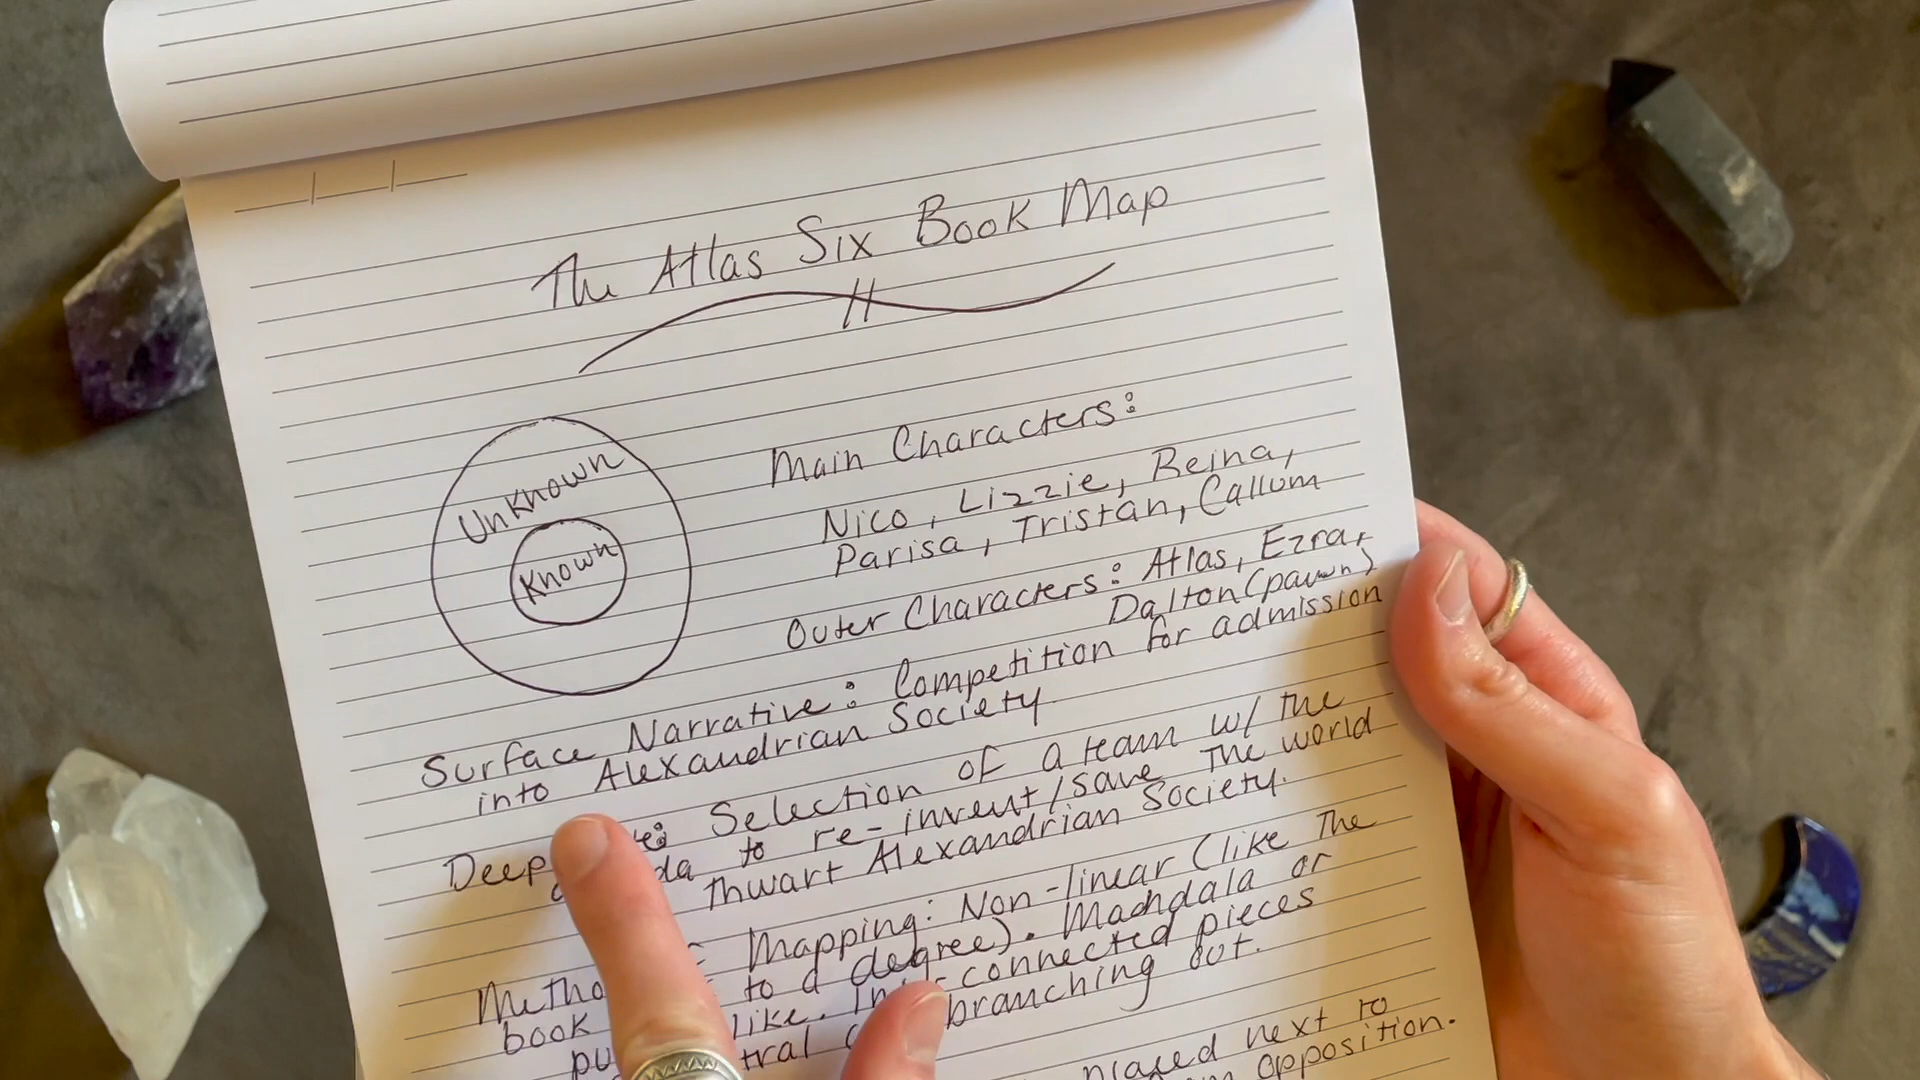 The Atlas Six Book Map
Unknown
Known
Main Characters:
Nico, Lizzie, Reina,
Parisa, Tristan, Callum
Outer Characters: Atlas, Ezra,
Dalton (pawn)
Surface Narrative: Competition for admission
into Alexandrian Society
Deep Selection of a team w/ the
to re-invent/save the world
thwart Alexandrian Society.
Mapping: Non-linear (like the
book to a degree). Machdala or
like. Inter-connected pieces
branching out.
placed next to
opposition.